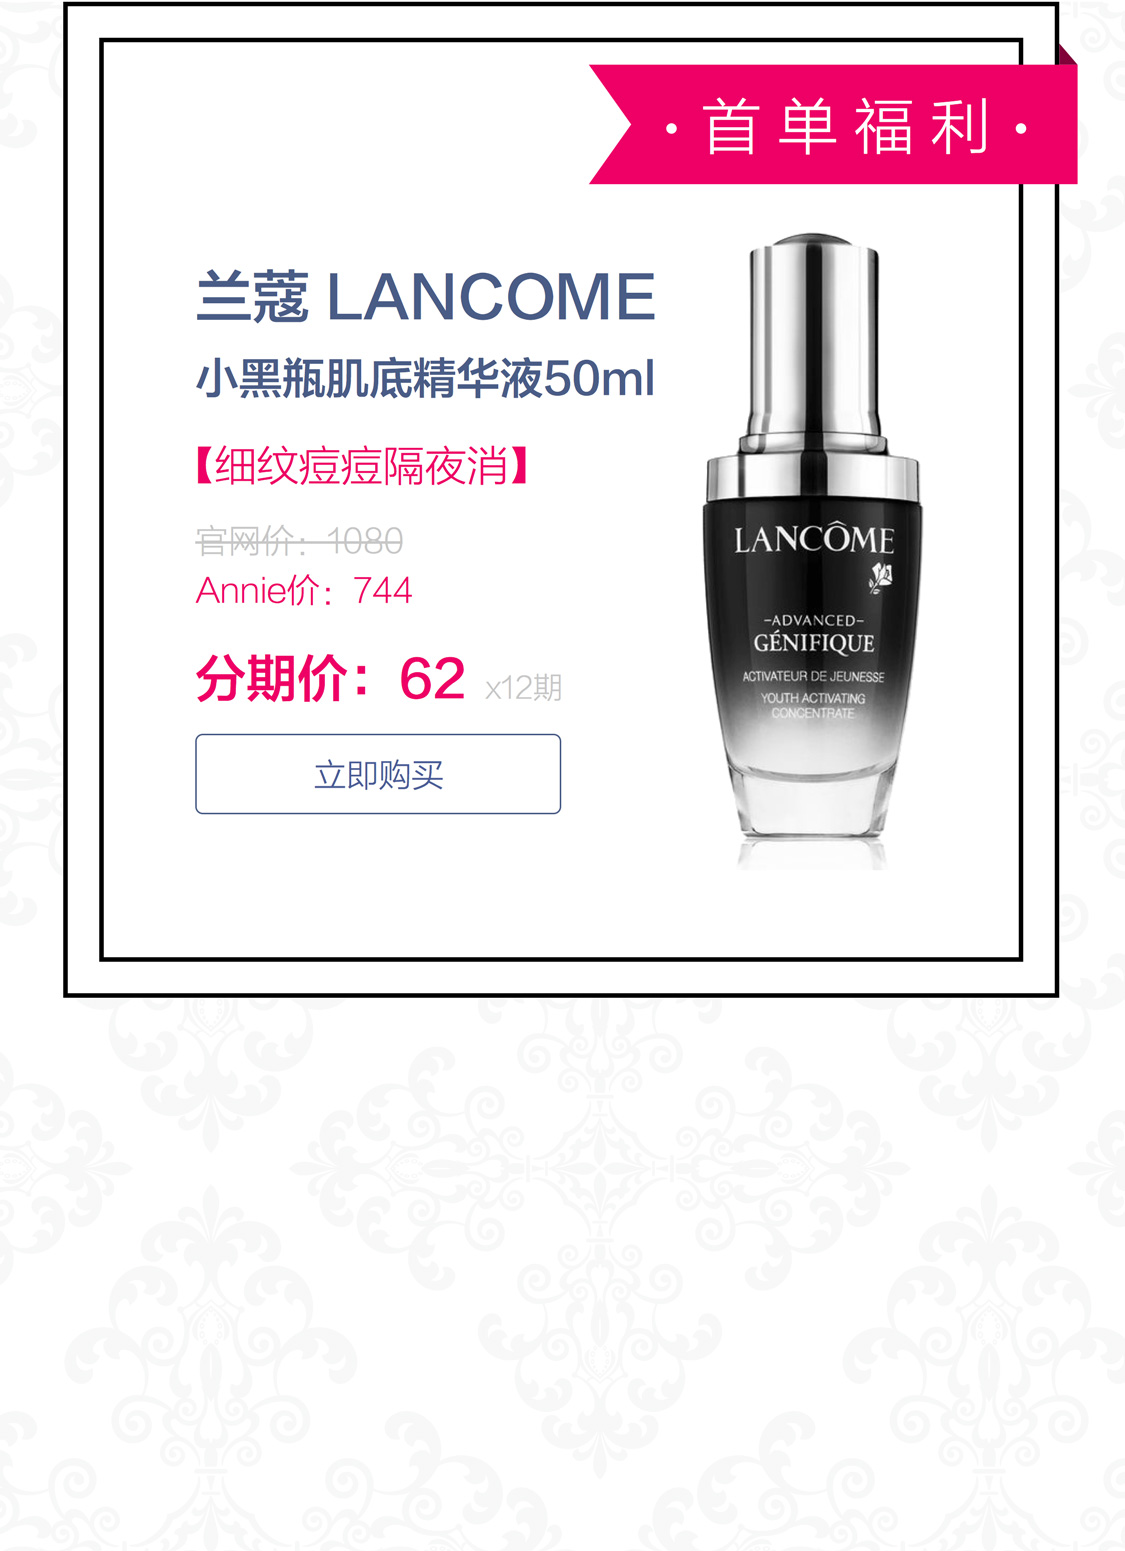 ·首单福利·
兰蔻 LANCOME
小黑瓶肌底精华液50ml
【细纹痘痘隔夜消】
官网价：1080
Annie价：744
分期价：62 x12期
立即购买
LANCÔME
-ADVANCED-
GÉNIFIQUE
ACTIVATEUR DE JEUNESSE
YOUTH ACTIVATING
CONCENTRATE